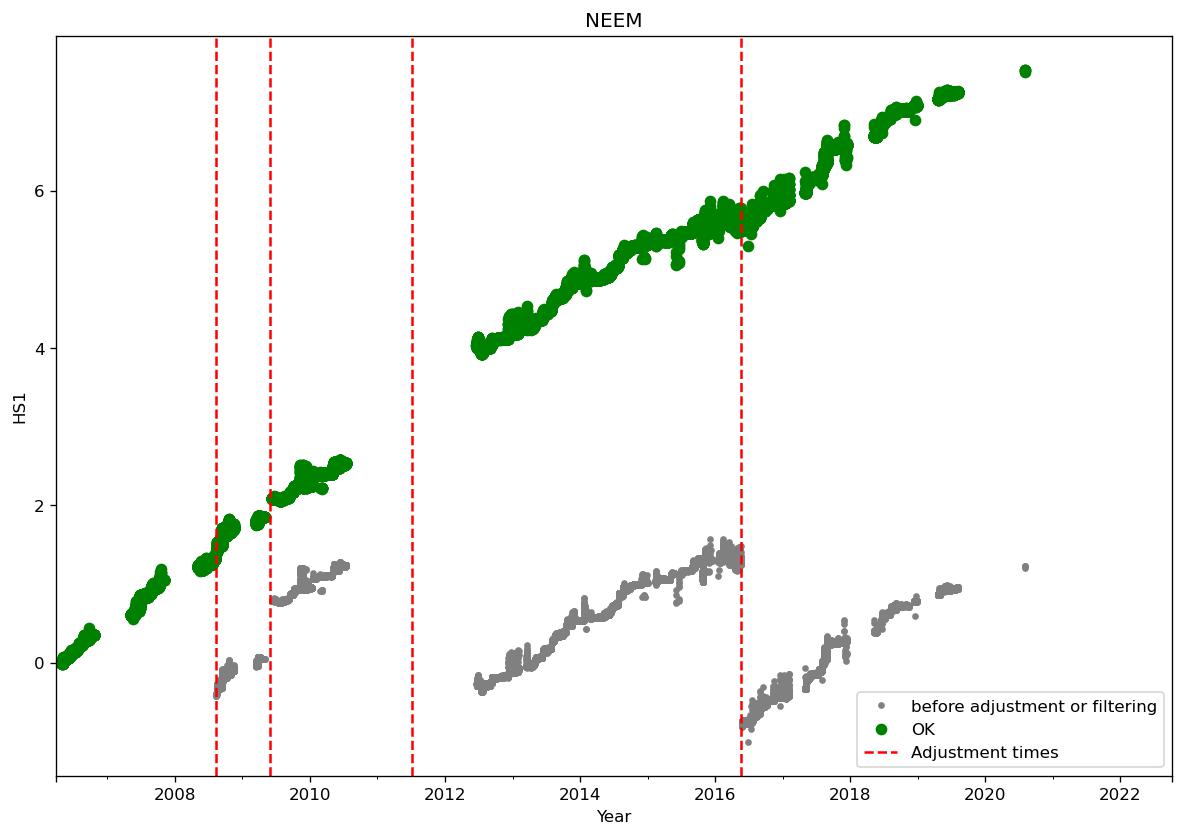 NEEM
HS1
6
4
2
0
before adjustment or filtering
OK
Adjustment times
2008 2010 2012 2014 2016 2018 2020 2022
Year